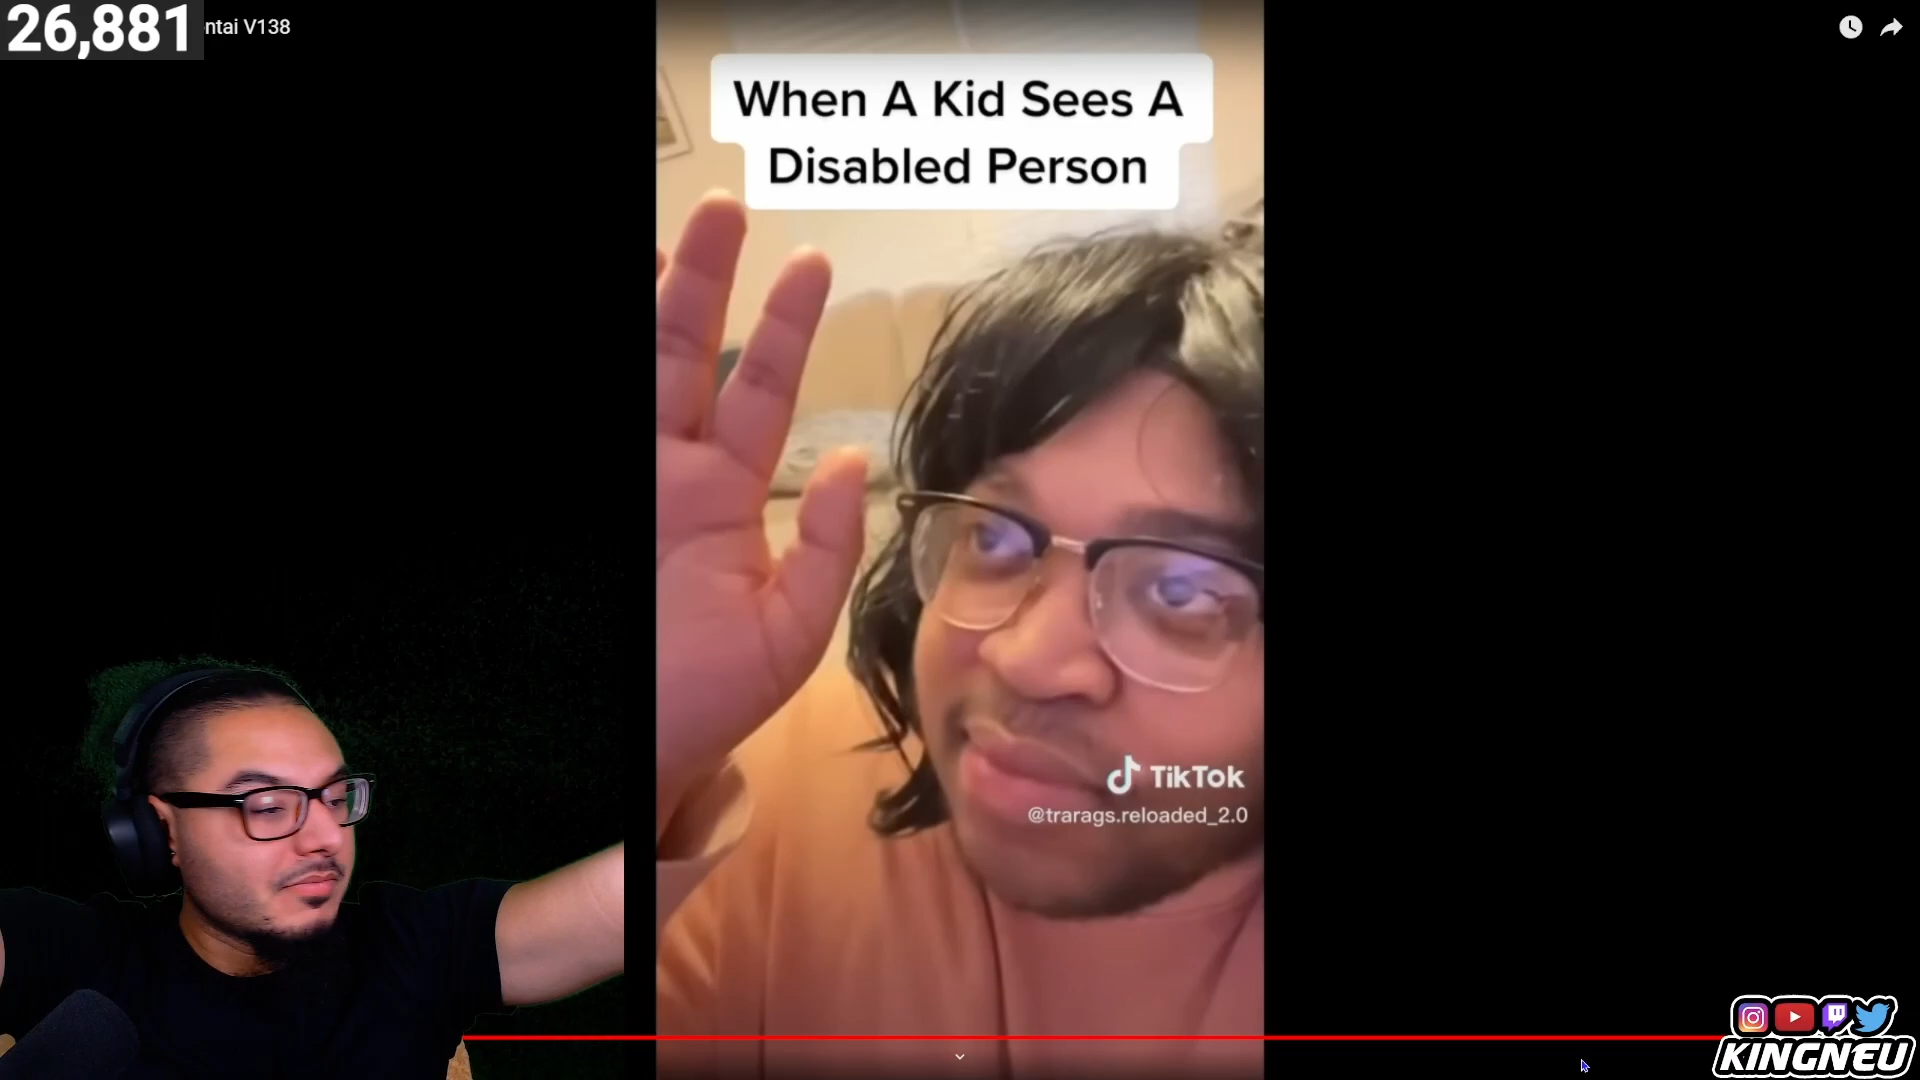 26,881
ntai V138
When A Kid Sees A
Disabled Person
TikTok
@trarags.reloaded_2.0
KINGNEU